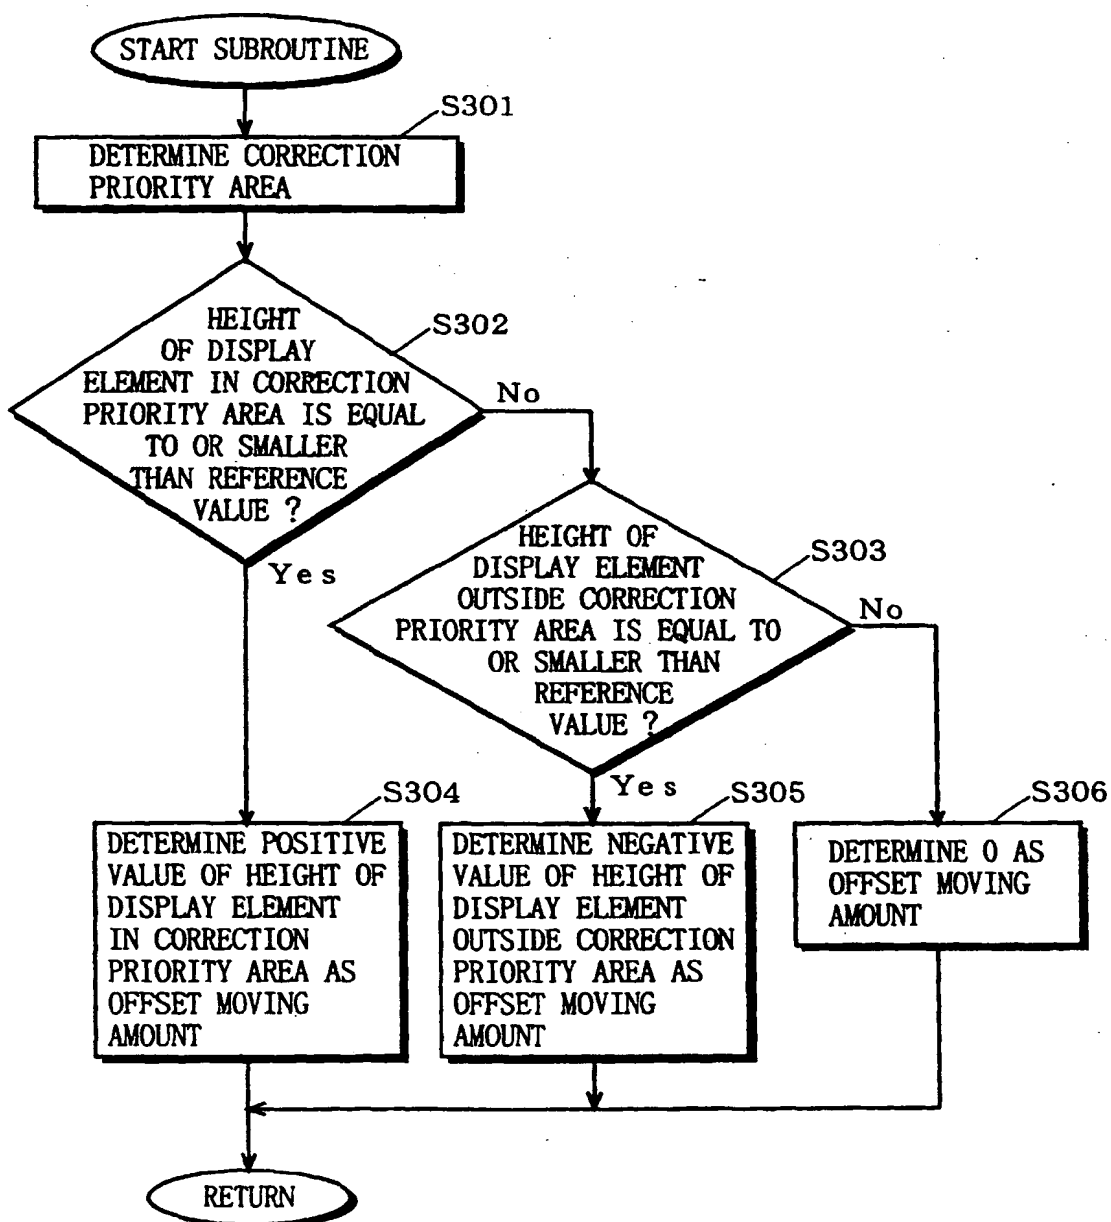 START SUBROUTINE
S301
DETERMINE CORRECTION
PRIORITY AREA
S302
HEIGHT
OF DISPLAY
ELEMENT IN CORRECTION
PRIORITY AREA IS EQUAL
TO OR SMALLER
THAN REFERENCE
VALUE ?
No
Yes
S303
HEIGHT OF
DISPLAY ELEMENT
OUTSIDE CORRECTION
PRIORITY AREA IS EQUAL TO
OR SMALLER THAN
REFERENCE
VALUE ?
No
Yes
S304
DETERMINE POSITIVE
VALUE OF HEIGHT OF
DISPLAY ELEMENT
IN CORRECTION
PRIORITY AREA AS
OFFSET MOVING
AMOUNT
S305
DETERMINE NEGATIVE
VALUE OF HEIGHT OF
DISPLAY ELEMENT
OUTSIDE CORRECTION
PRIORITY AREA AS
OFFSET MOVING
AMOUNT
S306
DETERMINE 0 AS
OFFSET MOVING
AMOUNT
RETURN